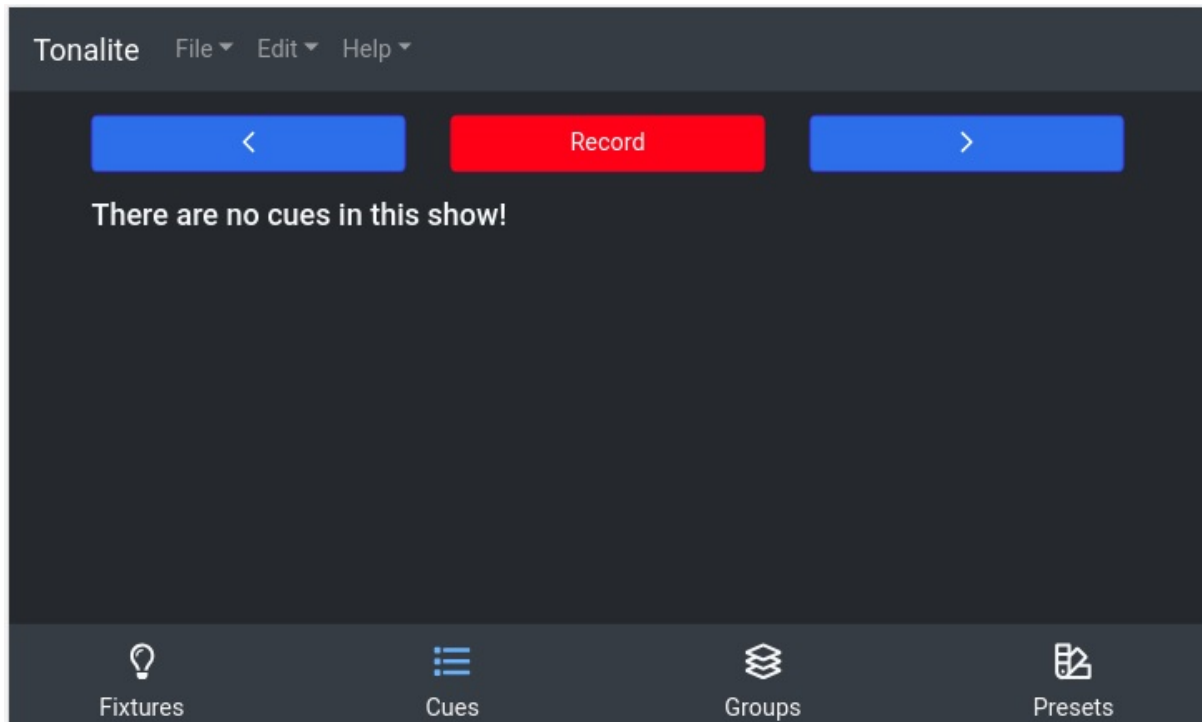 Tonalite File Edit Help
< Record >
There are no cues in this show!
Fixtures Cues Groups Presets